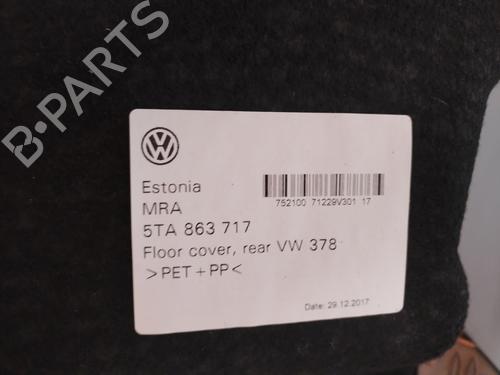 B-PARTS
Estonia
MRA
5TA 863 717
Floor cover, rear VW 378
>PET+PP<
752100 71229V301 17
Date: 29.12.2017